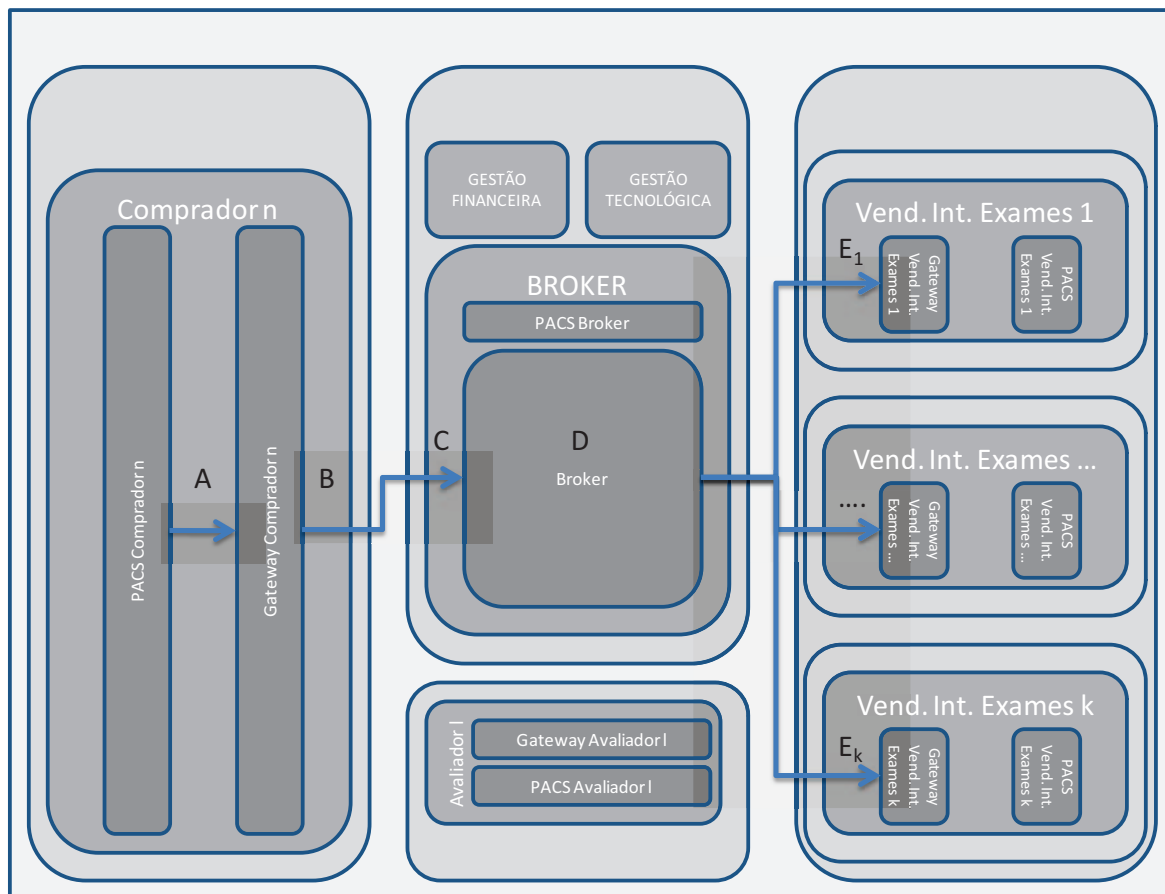 Comprador n
PACS Comprador n
A
Gateway Comprador n
B
GESTÃO
FINANCEIRA
GESTÃO
TECNOLÓGICA
BROKER
PACS Broker
C
D
Broker
Avaliador l
Gateway Avaliador l
PACS Avaliador l
Vend. Int. Exames 1
E1
Gateway
Vend. Int.
Exames 1
PACS
Vend. Int.
Exames 1
Vend. Int. Exames ...
....
Gateway
Vend. Int.
Exames ...
PACS
Vend. Int.
Exames ...
Vend. Int. Exames k
Ek
Gateway
Vend. Int.
Exames k
PACS
Vend. Int.
Exames k